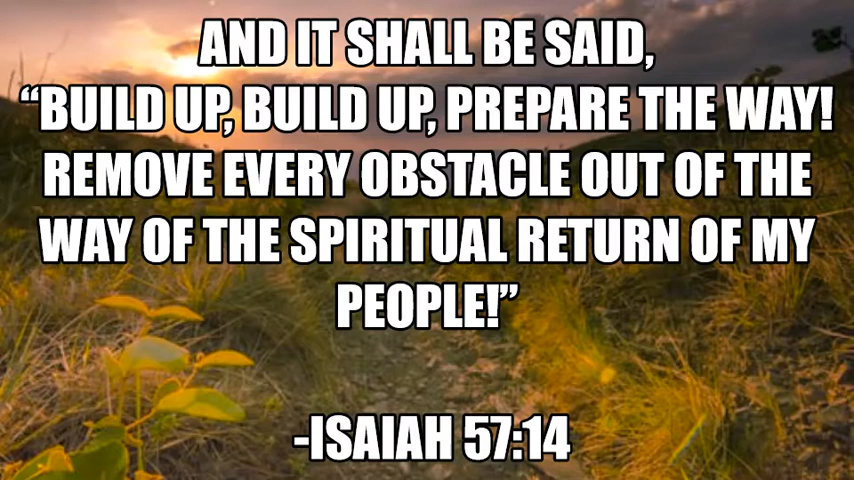 AND IT SHALL BE SAID,
“BUILD UP, BUILD UP, PREPARE THE WAY!
REMOVE EVERY OBSTACLE OUT OF THE
WAY OF THE SPIRITUAL RETURN OF MY
PEOPLE!”
-ISAIAH 57:14